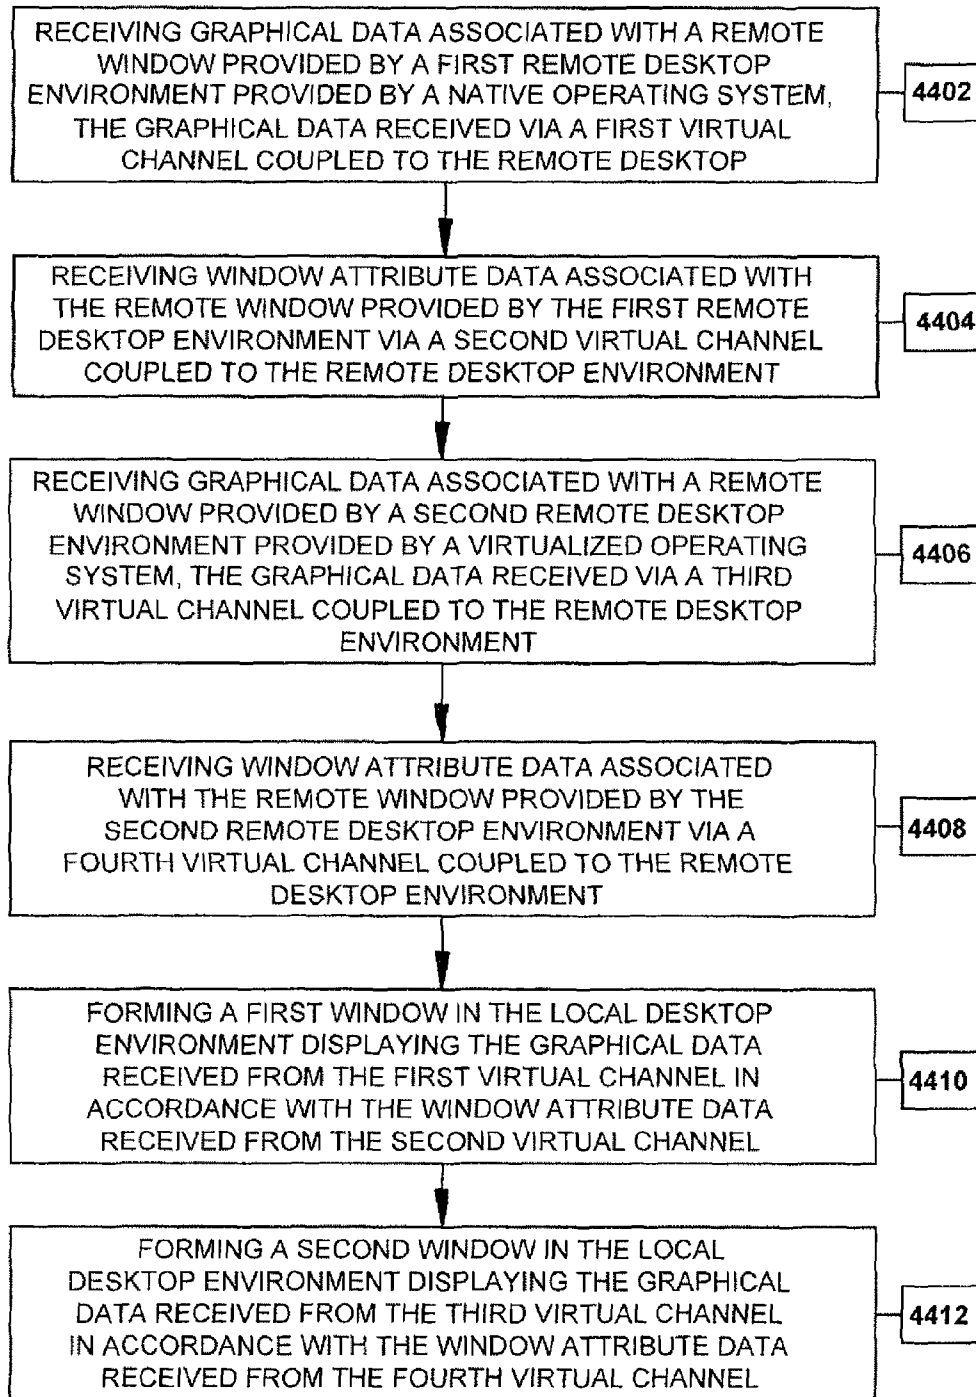 RECEIVING GRAPHICAL DATA ASSOCIATED WITH A REMOTE
WINDOW PROVIDED BY A FIRST REMOTE DESKTOP
ENVIRONMENT PROVIDED BY A NATIVE OPERATING SYSTEM,
THE GRAPHICAL DATA RECEIVED VIA A FIRST VIRTUAL
CHANNEL COUPLED TO THE REMOTE DESKTOP
4402
RECEIVING WINDOW ATTRIBUTE DATA ASSOCIATED WITH
THE REMOTE WINDOW PROVIDED BY THE FIRST REMOTE
DESKTOP ENVIRONMENT VIA A SECOND VIRTUAL CHANNEL
COUPLED TO THE REMOTE DESKTOP ENVIRONMENT
4404
RECEIVING GRAPHICAL DATA ASSOCIATED WITH A REMOTE
WINDOW PROVIDED BY A SECOND REMOTE DESKTOP
ENVIRONMENT PROVIDED BY A VIRTUALIZED OPERATING
SYSTEM, THE GRAPHICAL DATA RECEIVED VIA A THIRD
VIRTUAL CHANNEL COUPLED TO THE REMOTE DESKTOP
ENVIRONMENT
4406
RECEIVING WINDOW ATTRIBUTE DATA ASSOCIATED
WITH THE REMOTE WINDOW PROVIDED BY THE
SECOND REMOTE DESKTOP ENVIRONMENT VIA A
FOURTH VIRTUAL CHANNEL COUPLED TO THE REMOTE
DESKTOP ENVIRONMENT
4408
FORMING A FIRST WINDOW IN THE LOCAL DESKTOP
ENVIRONMENT DISPLAYING THE GRAPHICAL DATA
RECEIVED FROM THE FIRST VIRTUAL CHANNEL IN
ACCORDANCE WITH THE WINDOW ATTRIBUTE DATA
RECEIVED FROM THE SECOND VIRTUAL CHANNEL
4410
FORMING A SECOND WINDOW IN THE LOCAL
DESKTOP ENVIRONMENT DISPLAYING THE GRAPHICAL
DATA RECEIVED FROM THE THIRD VIRTUAL CHANNEL
IN ACCORDANCE WITH THE WINDOW ATTRIBUTE DATA
RECEIVED FROM THE FOURTH VIRTUAL CHANNEL
4412